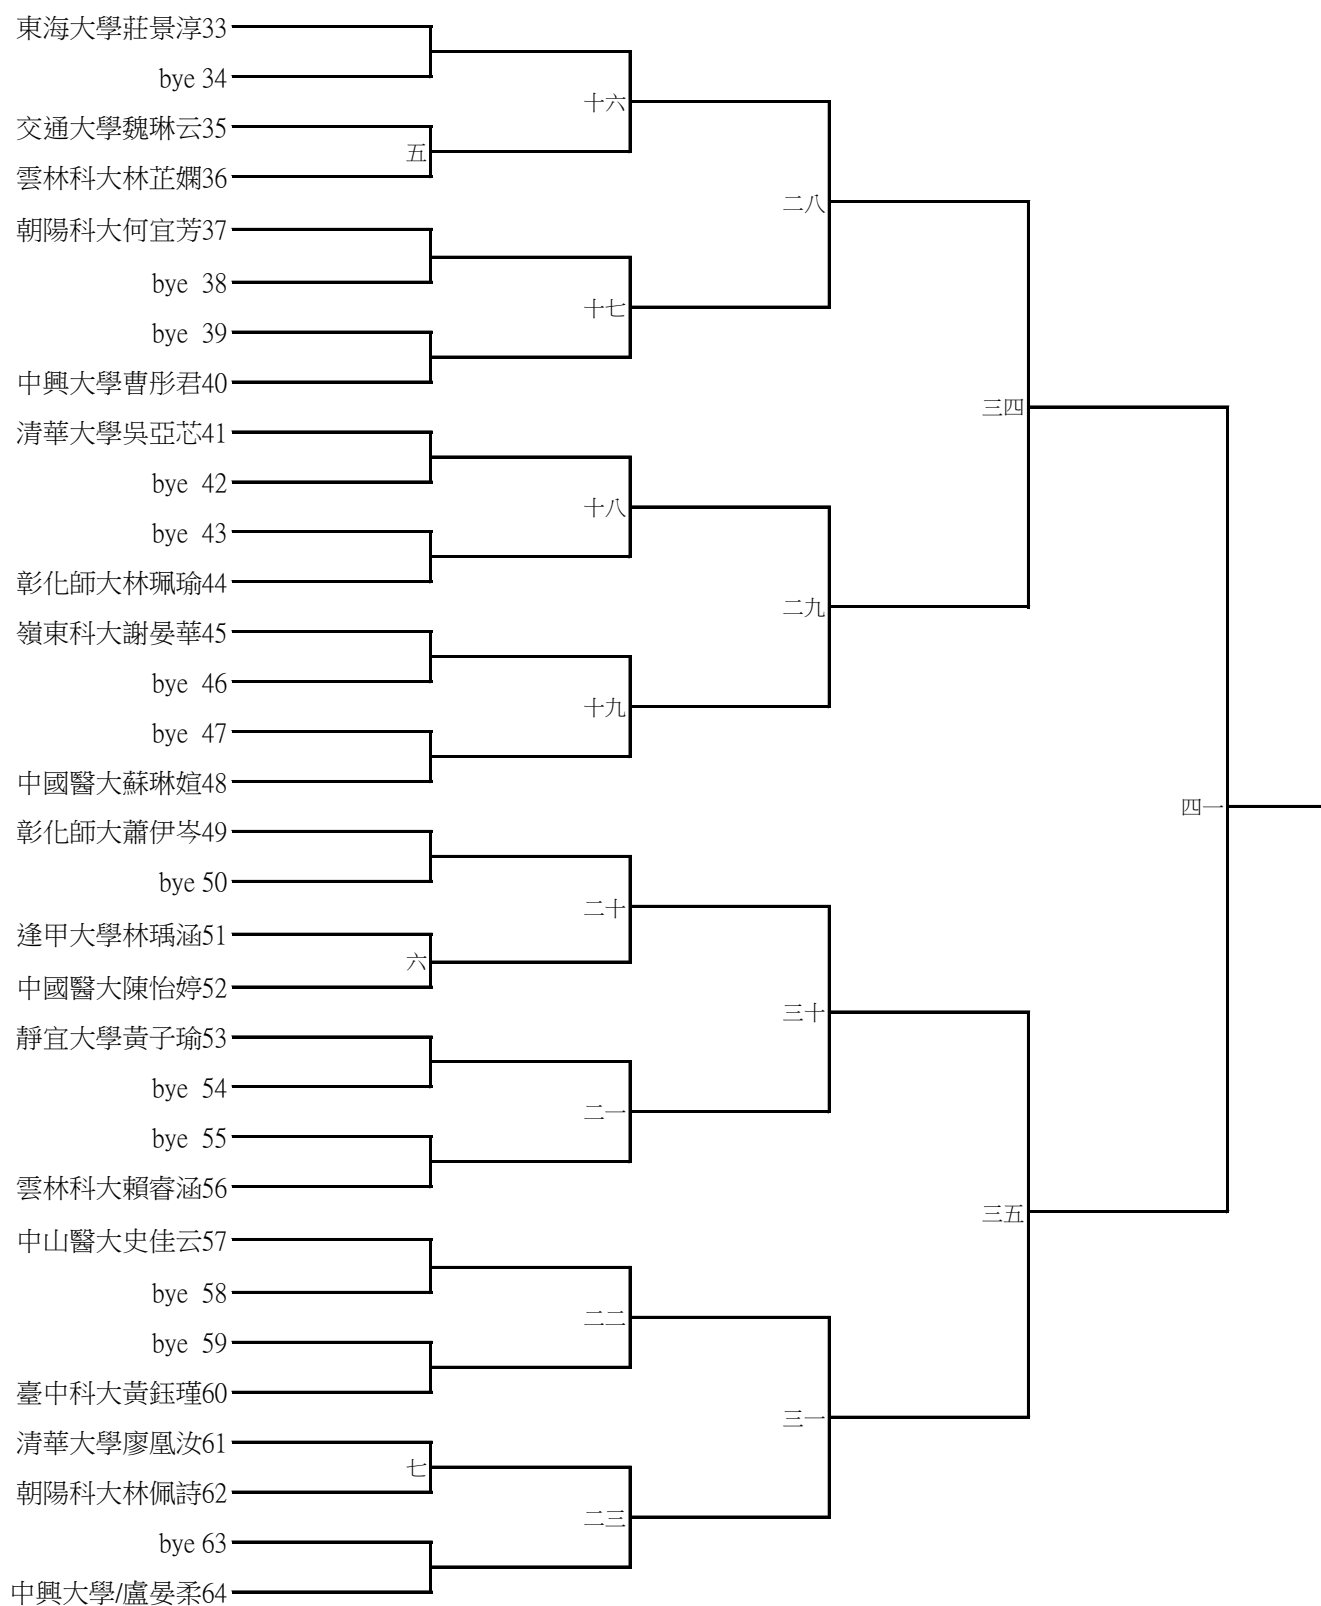 東海大學莊景淳33
bye 34
十六
交通大學魏琳云35
五
雲林科大林芷嫻36
二八
朝陽科大何宜芳37
bye 38
十七
bye 39
中興大學曹彤君40
三四
清華大學吳亞芯41
bye 42
十八
bye 43
彰化師大林珮瑜44
二九
嶺東科大謝晏華45
bye 46
十九
bye 47
中國醫大蘇琳媗48
四一
彰化師大蕭伊岑49
bye 50
二十
逢甲大學林瑀涵51
六
中國醫大陳怡婷52
三十
靜宜大學黃子瑜53
bye 54
二一
bye 55
雲林科大賴睿涵56
三五
中山醫大史佳云57
bye 58
二二
bye 59
臺中科大黃鈺瑾60
三一
清華大學廖凰汝61
七
朝陽科大林佩詩62
二三
bye 63
中興大學/盧晏柔64